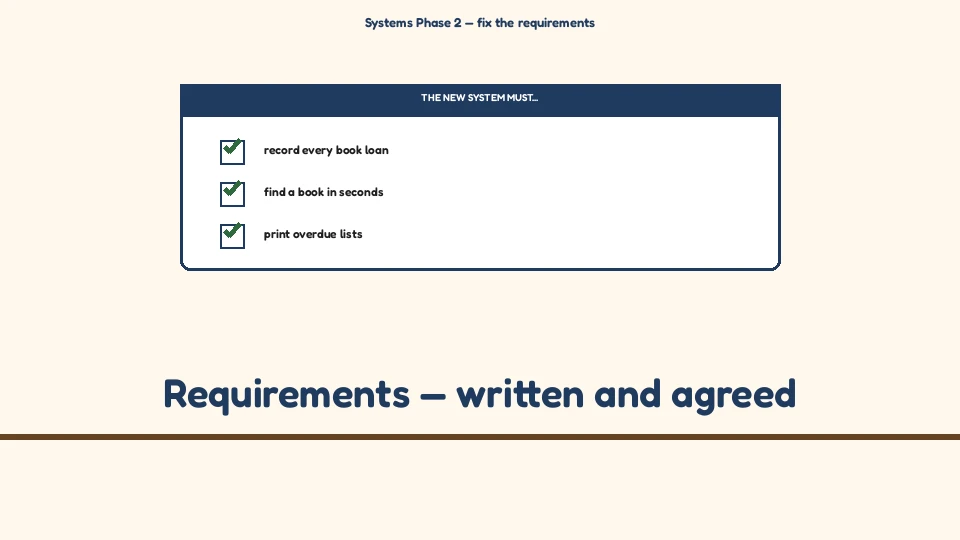 Systems Phase 2 — fix the requirements
THE NEW SYSTEM MUST...
record every book loan
find a book in seconds
print overdue lists
Requirements — written and agreed